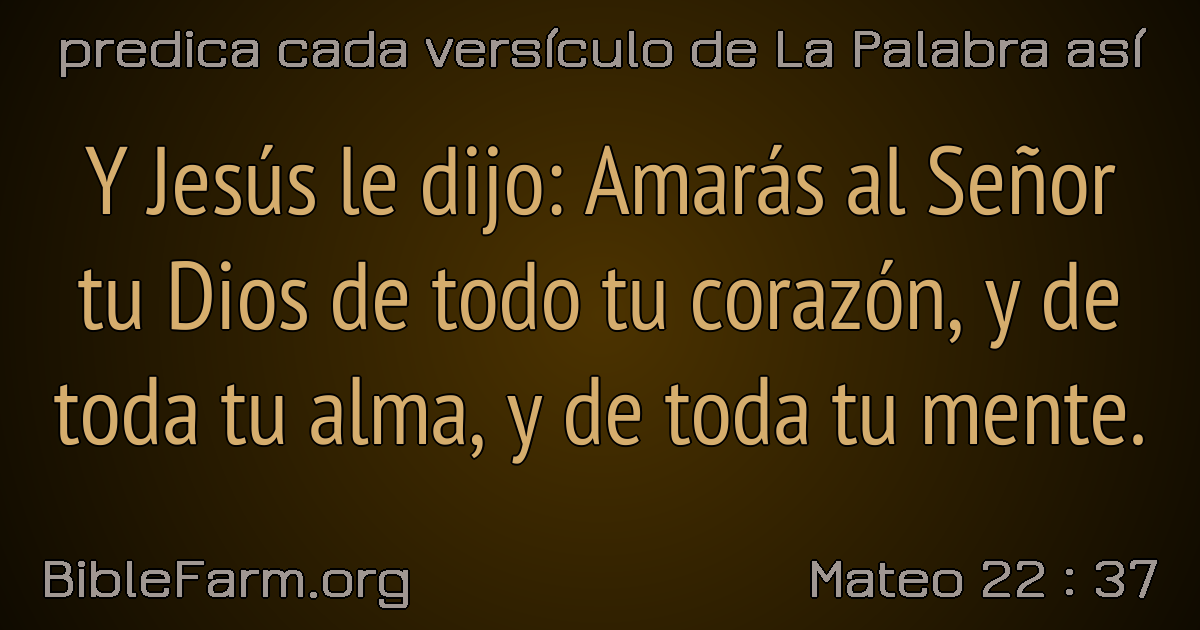 predica cada versículo de La Palabra así
Y Jesús le dijo: Amarás al Señor
tu Dios de todo tu corazón, y de
toda tu alma, y de toda tu mente.
BibleFarm.org
Mateo 22 : 37